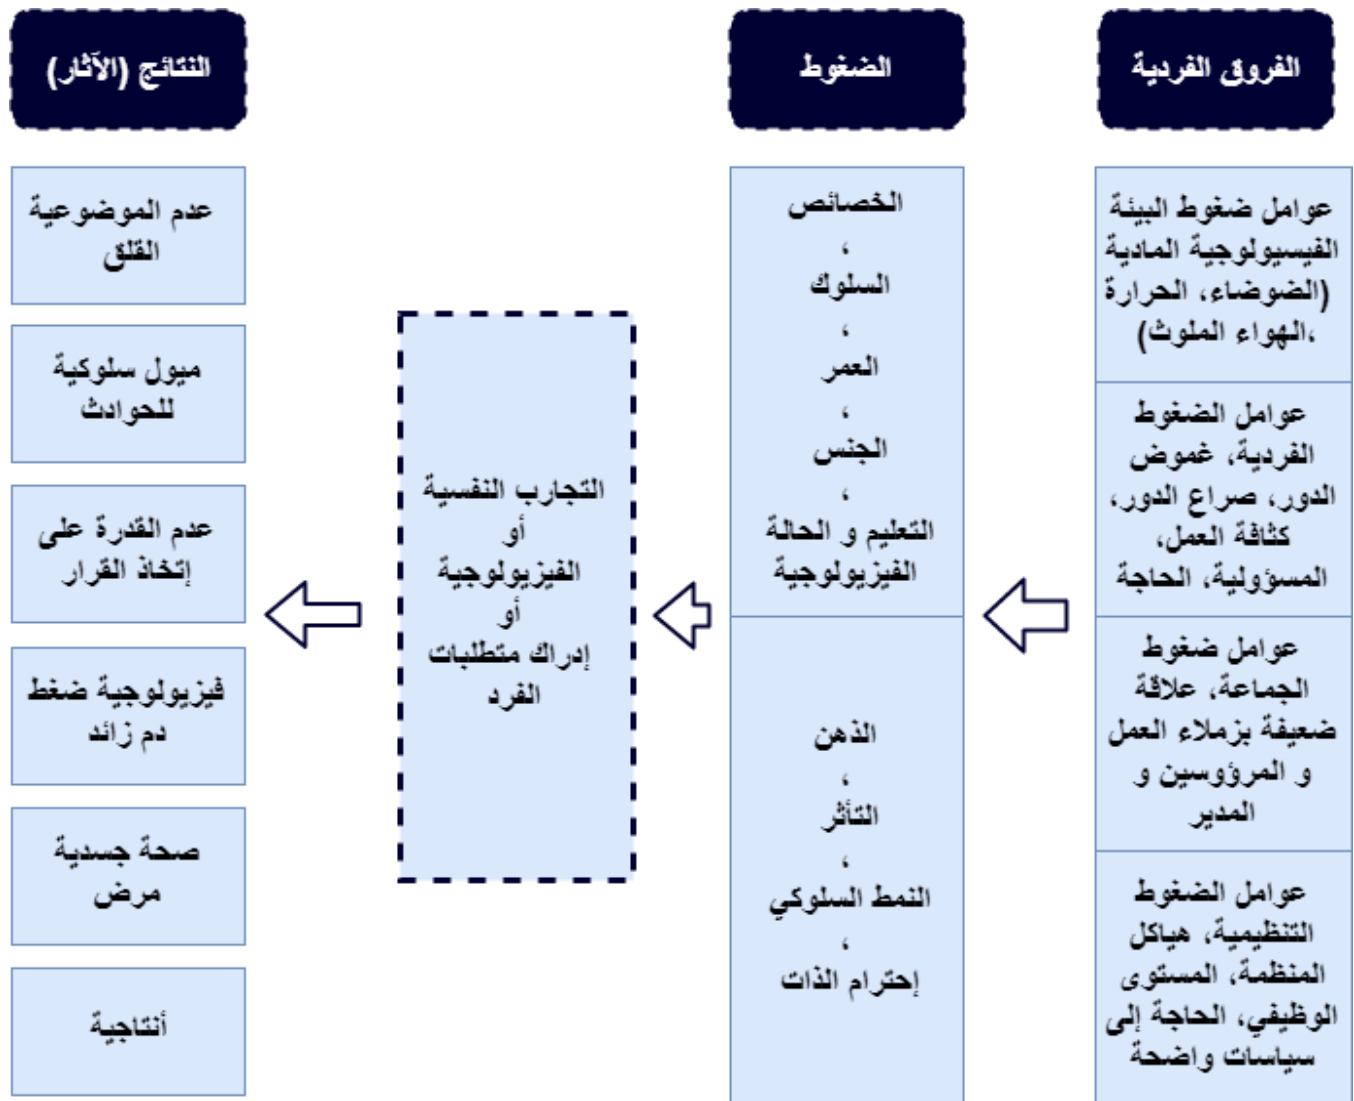 الفروق الفردية
الضغوط
النتائج (الآثار)
عوامل ضغوط البيئة
الفيسيولوجية المادية
(الضوضاء، الحرارة
،الهواء الملوث)
عوامل الضغوط
الفردية، غموض
الدور، صراع الدور،
كثافة العمل،
المسؤولية، الحاجة
عوامل ضغوط
الجماعة، علاقة
ضعيفة بزملاء العمل
و المرؤوسين و
المدير
عوامل الضغوط
التنظيمية، هياكل
المنظمة، المستوى
الوظيفي، الحاجة إلى
سياسات واضحة
الخصائص
،
السلوك
،
العمر
،
الجنس
،
التعليم و الحالة
الفيزيولوجية
الذهن
،
التأثر
،
النمط السلوكي
،
إحترام الذات
التجارب النفسية
أو
الفيزيولوجية
أو
إدراك متطلبات
الفرد
عدم الموضوعية
القلق
ميول سلوكية
للحوادث
عدم القدرة على
إتخاذ القرار
فيزيولوجية ضغط
دم زائد
صحة جسدية
مرض
أنتاجية